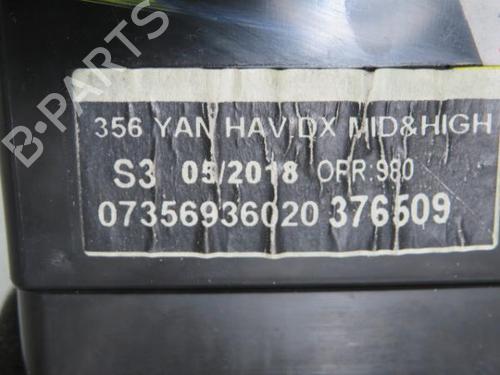 B-PARTS
356 YAN HAV.DX MID&HIGH
S3 05/2018 OPR:980
07356936020 376509